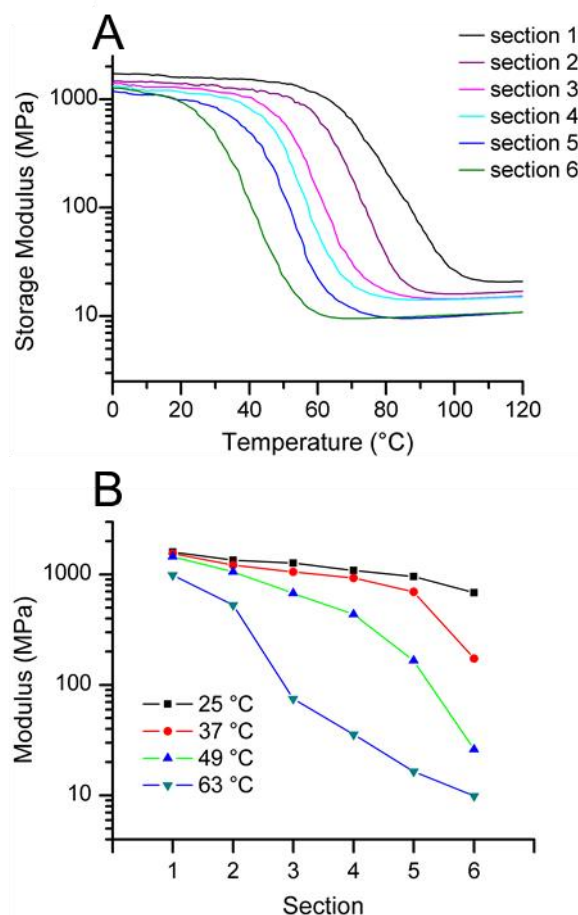 A
section 1
section 2
section 3
section 4
section 5
section 6
1000
100
10
Storage Modulus (MPa)
0 20 40 60 80 100 120
Temperature (°C)
B
1000
100
10
Modulus (MPa)
25 °C
37 °C
49 °C
63 °C
1 2 3 4 5 6
Section